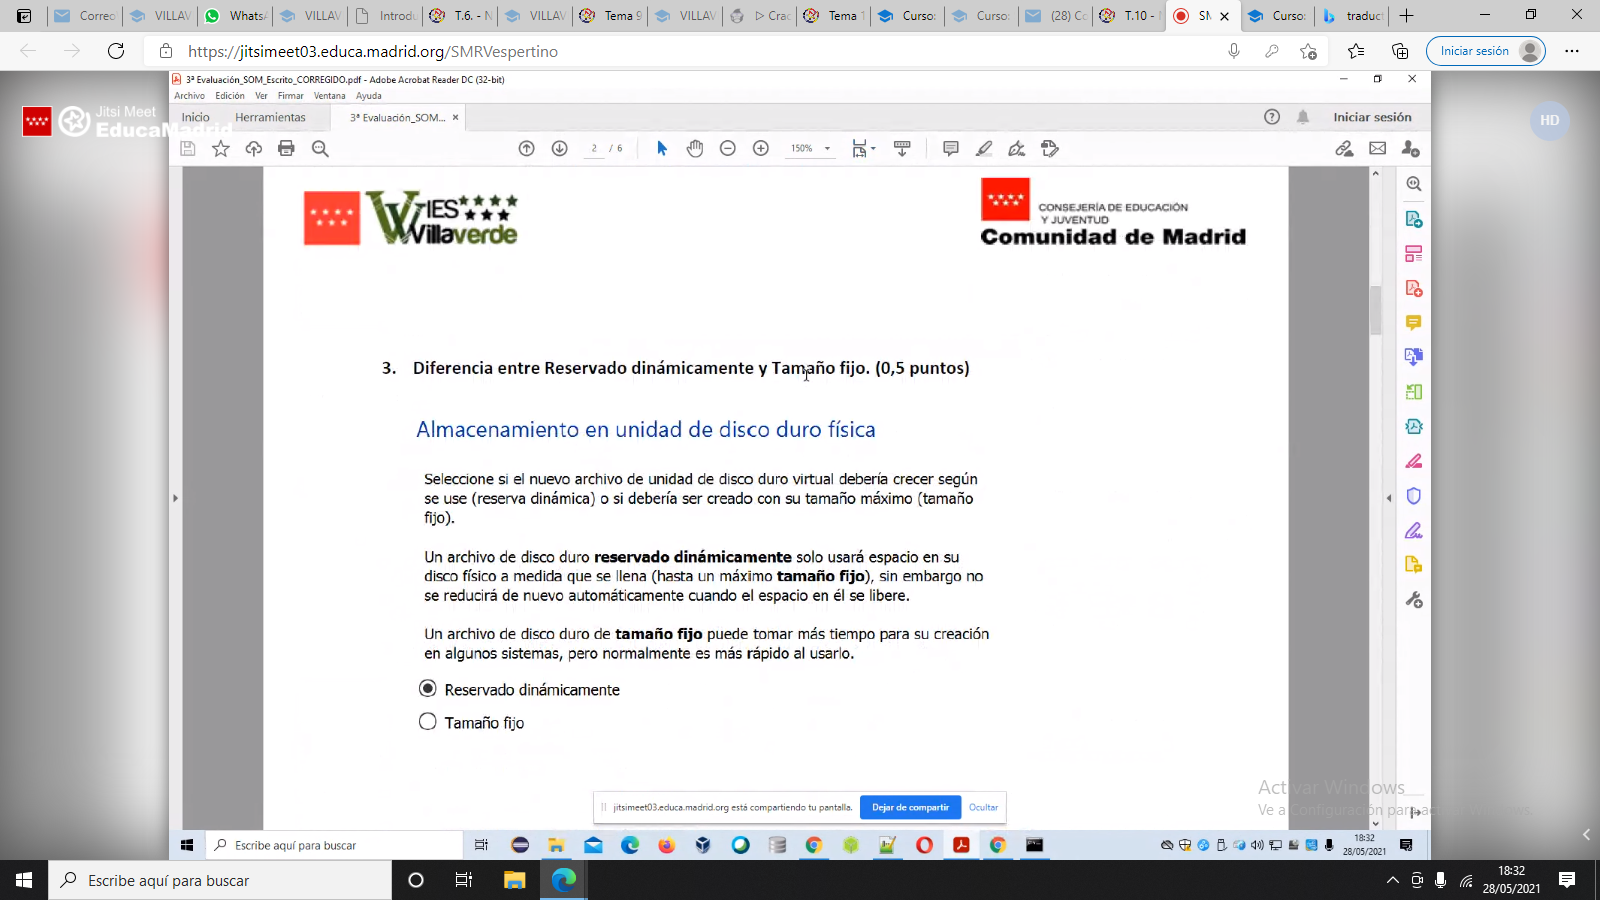 Correo
VILLAV
WhatsA
VILLAV
Introdu
T.6. - N
VILLAV
Tema 9
VILLAV
Crac
Tema 1
Curso:
Curso:
(28) Co
T.10 - N
SM
Curso:
traduct
https://jitsimeet03.educa.madrid.org/SMRVespertino
Iniciar sesión
3ª Evaluación_SOM_Escrito_CORREGIDO.pdf - Adobe Acrobat Reader DC (32-bit)
Archivo Edición Ver Firmar Ventana Ayuda
Jitsi Meet
EducaMadrid
Inicio Herramientas 3ª Evaluación_SOM... Iniciar sesión
HD
2 / 6 150%
IES
Villaverde
CONSEJERÍA DE EDUCACIÓN
Y JUVENTUD
Comunidad de Madrid
3. Diferencia entre Reservado dinámicamente y Tamaño fijo. (0,5 puntos)
Almacenamiento en unidad de disco duro física
Seleccione si el nuevo archivo de unidad de disco duro virtual debería crecer según
se use (reserva dinámica) o si debería ser creado con su tamaño máximo (tamaño
fijo).
Un archivo de disco duro reservado dinámicamente solo usará espacio en su
disco físico a medida que se llena (hasta un máximo tamaño fijo), sin embargo no
se reducirá de nuevo automáticamente cuando el espacio en él se libere.
Un archivo de disco duro de tamaño fijo puede tomar más tiempo para su creación
en algunos sistemas, pero normalmente es más rápido al usarlo.
Reservado dinámicamente
Tamaño fijo
Activar Windows
Ve a Configuración para activar Windows.
jitsimeet03.educa.madrid.org está compartiendo tu pantalla. Dejar de compartir Ocultar
Escribe aquí para buscar
18:32
28/05/2021
Escribe aquí para buscar
18:32
28/05/2021